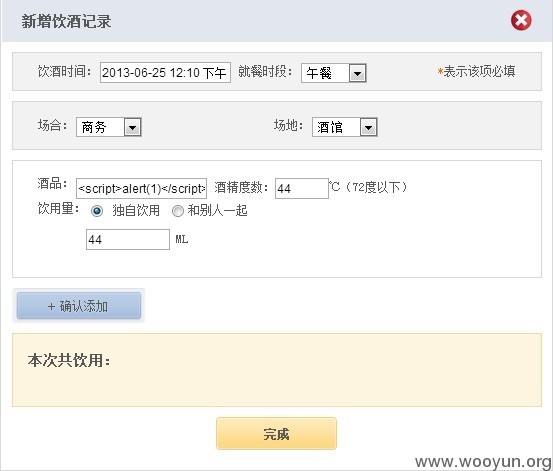 新增饮酒记录
饮酒时间： 2013-06-25 12:10 下午 就餐时段： 午餐 *表示该项必填
场合： 商务 场地： 酒馆
酒品： <script>alert(1)</script> 酒精度数： 44 ℃（72度以下）
饮用量： 独自饮用 和别人一起
44 ML
+ 确认添加
本次共饮用：
完成
www.wooyun.org